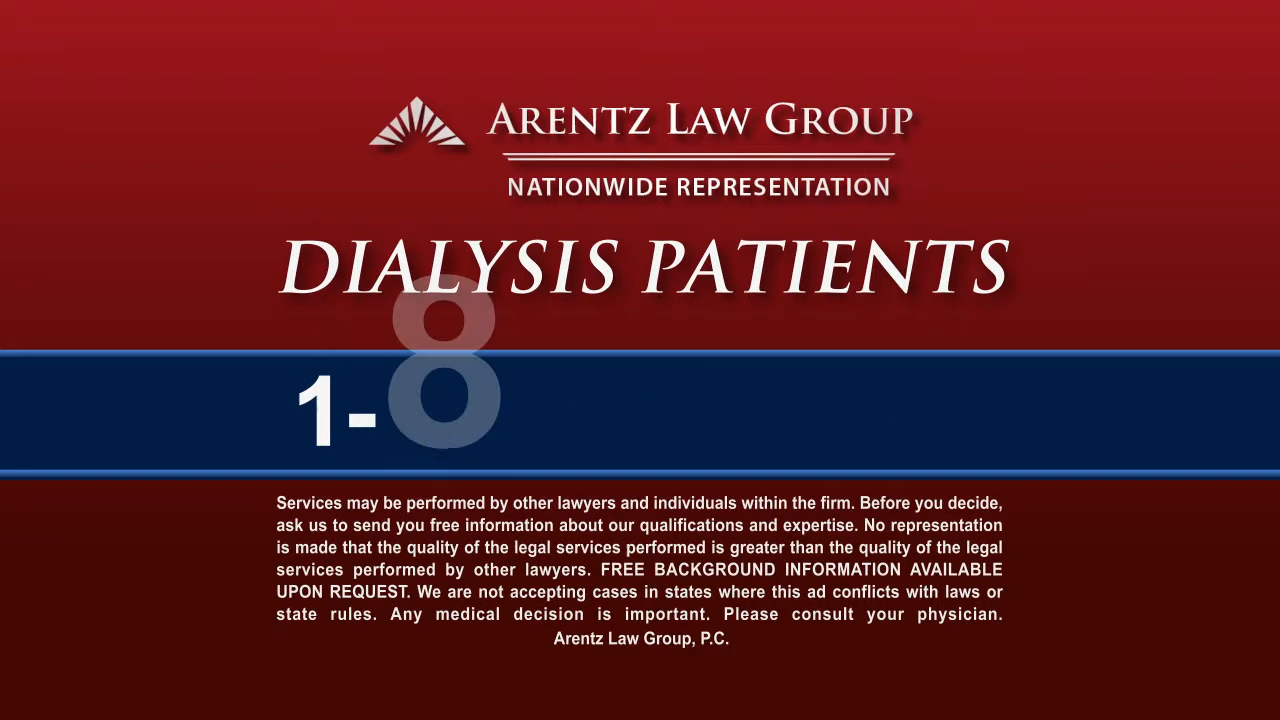 ARENTZ LAW GROUP
NATIONWIDE REPRESENTATION
DIALYSIS PATIENTS
1-8
Services may be performed by other lawyers and individuals within the firm. Before you decide,
ask us to send you free information about our qualifications and expertise. No representation
is made that the quality of the legal services performed is greater than the quality of the legal
services performed by other lawyers. FREE BACKGROUND INFORMATION AVAILABLE
UPON REQUEST. We are not accepting cases in states where this ad conflicts with laws or
state rules. Any medical decision is important. Please consult your physician.
Arentz Law Group, P.C.